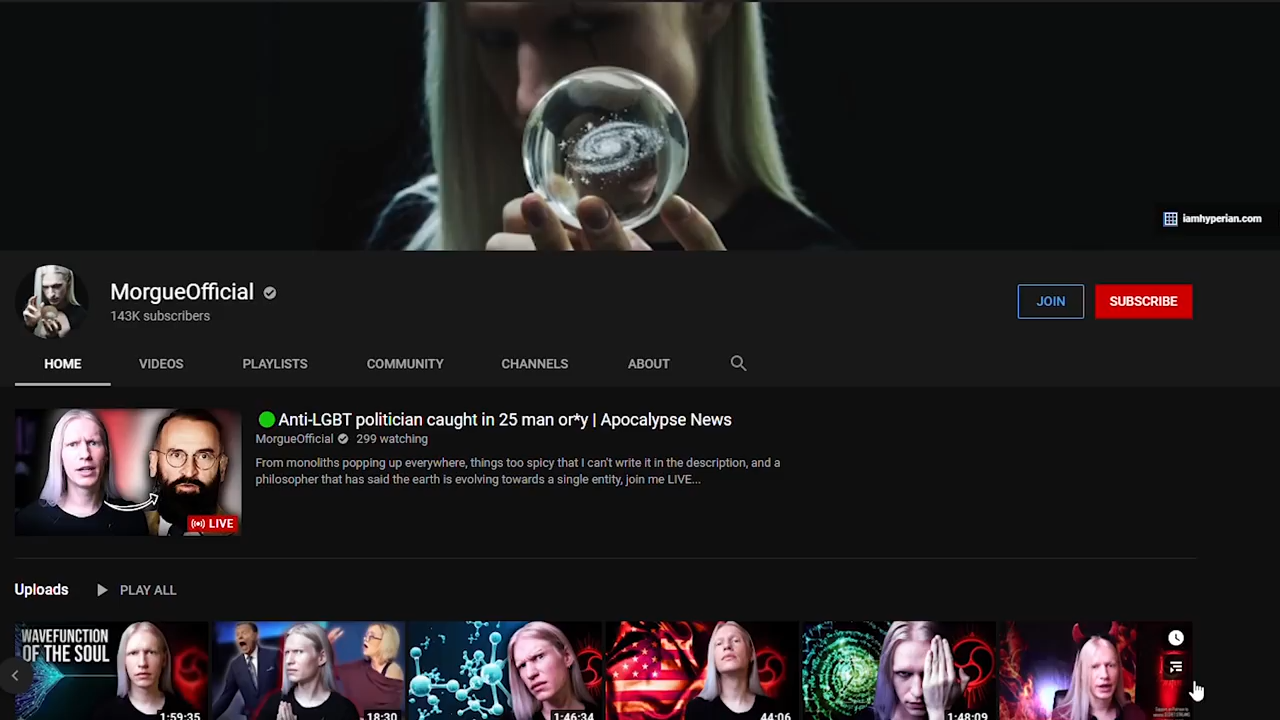 iamhyperian.com
MorgueOfficial
143K subscribers
JOIN
SUBSCRIBE
HOME
VIDEOS
PLAYLISTS
COMMUNITY
CHANNELS
ABOUT
Anti-LGBT politician caught in 25 man or*y | Apocalypse News
MorgueOfficial
299 watching
From monoliths popping up everywhere, things too spicy that I can't write it in the description, and a
philosopher that has said the earth is evolving towards a single entity, join me LIVE...
LIVE
Uploads
PLAY ALL
WAVEFUNCTION
OF THE SOUL
1:59:35
18:30
1:46:34
44:06
1:48:09